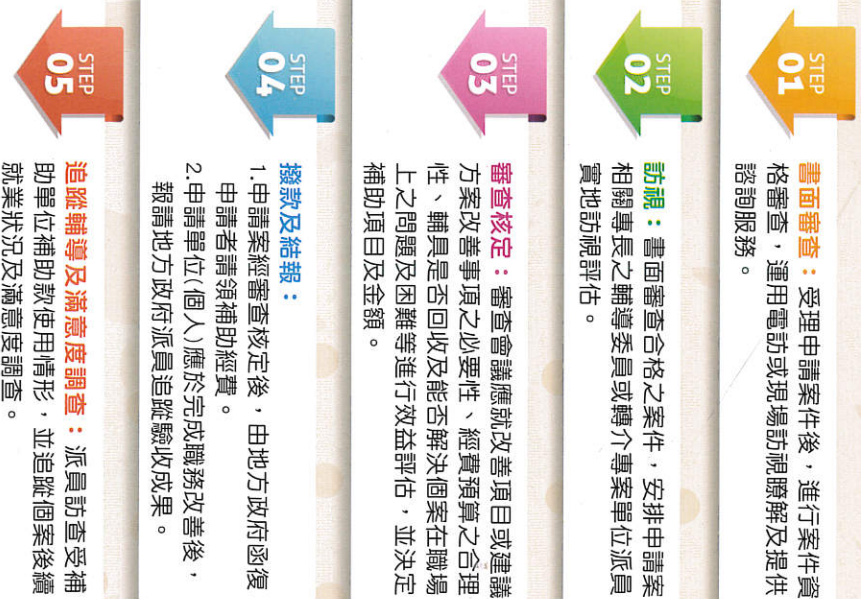 STEP
01
書面審查：受理申請案件後，進行案件資
格審查，運用電訪或現場訪視瞭解及提供
諮詢服務。
STEP
02
訪視：書面審查合格之案件，安排申請案
相關專長之輔導委員或轉介專案單位派員
實地訪視評估。
STEP
03
審查核定：審查會議應就改善項目或建議
方案改善事項之必要性、經費預算之合理
性、輔具是否回收及能否解決個案在職場
上之問題及困難等進行效益評估，並決定
補助項目及金額。
STEP
04
撥款及結報：
1.申請案經審查核定後，由地方政府函復
申請者請領補助經費。
2.申請單位(個人)應於完成職務改善後，
報請地方政府派員追蹤驗收成果。
STEP
05
追蹤輔導及滿意度調查：派員訪查受補
助單位補助款使用情形，並追蹤個案後續
就業狀況及滿意度調查。